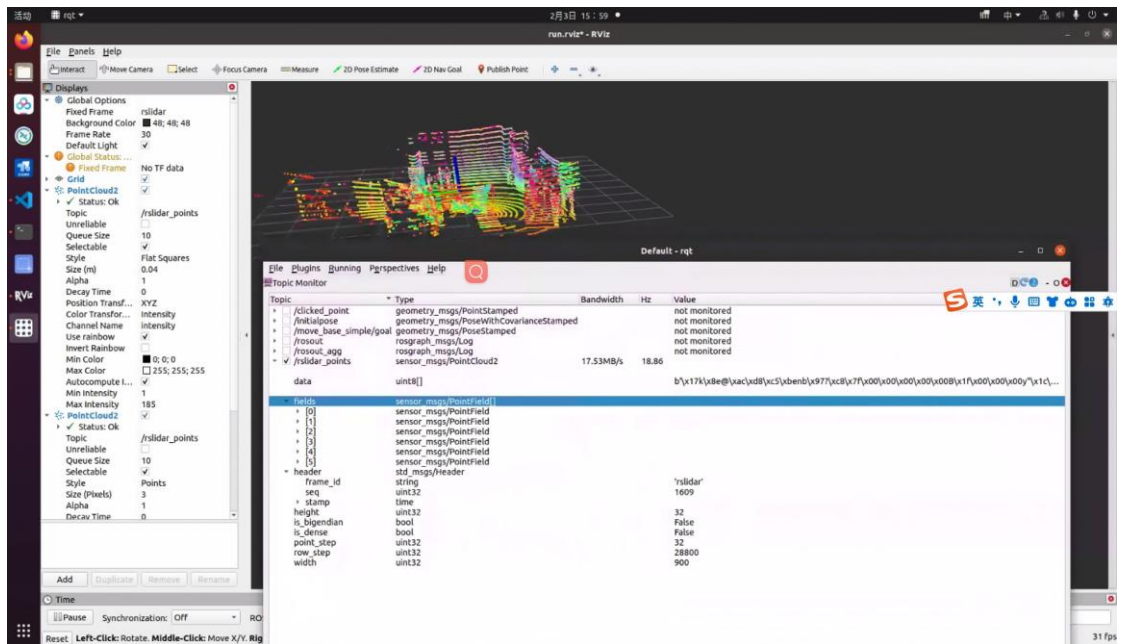 活动 rqt 2月3日 15：59 中
run.rviz* - RViz
File Panels Help
Interact Move Camera Select Focus Camera Measure 2D Pose Estimate 2D Nav Goal Publish Point
Displays
Global Options
Fixed Frame rslidar
Background Color 48; 48; 48
Frame Rate 30
Default Light
Global Status: ...
Fixed Frame No TF data
Grid
PointCloud2
Status: Ok
Topic /rslidar_points
Unreliable
Queue Size 10
Selectable
Style Flat Squares
Size (m) 0.04
Alpha 1
Decay Time 0
Position Transf... XYZ
Color Transfor... Intensity
Channel Name intensity
Use rainbow
Invert Rainbow
Min Color 0; 0; 0
Max Color 255; 255; 255
Autocompute I...
Min Intensity 1
Max Intensity 185
PointCloud2
Status: Ok
Topic /rslidar_points
Unreliable
Queue Size 10
Selectable
Style Points
Size (Pixels) 3
Alpha 1
Decay Time 0
Add Duplicate Remove Rename
Time
Pause Synchronization: Off RO
Reset Left-Click: Rotate. Middle-Click: Move X/Y. Rig
31 fps
RViz
Default - rqt
File Plugins Running Perspectives Help
Topic Monitor
Topic Type Bandwidth Hz Value
/clicked_point geometry_msgs/PointStamped not monitored
/initialpose geometry_msgs/PoseWithCovarianceStamped not monitored
/move_base_simple/goal geometry_msgs/PoseStamped not monitored
/rosout rosgraph_msgs/Log not monitored
/rosout_agg rosgraph_msgs/Log not monitored
/rslidar_points sensor_msgs/PointCloud2 17.53MB/s 18.86
data uint8[]
fields sensor_msgs/PointField[]
[0] sensor_msgs/PointField
[1] sensor_msgs/PointField
[2] sensor_msgs/PointField
[3] sensor_msgs/PointField
[4] sensor_msgs/PointField
[5] sensor_msgs/PointField
header std_msgs/Header
frame_id string 'rslidar'
seq uint32 1609
stamp time
height uint32 32
is_bigendian bool False
is_dense bool False
point_step uint32 32
row_step uint32 28800
width uint32 900
英